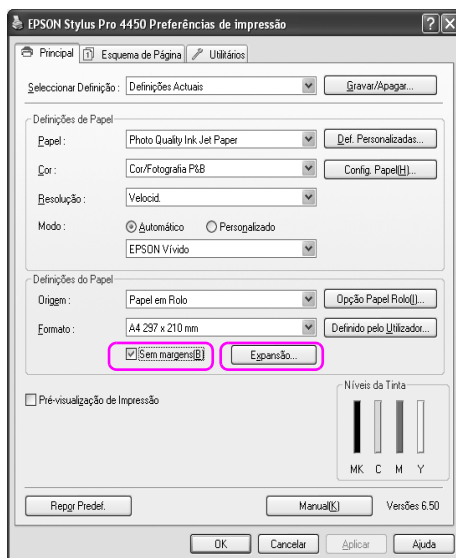 EPSON Stylus Pro 4450 Preferências de impressão
Principal Esquema de Página Utilitários
Seleccionar Definição : Definições Actuais Gravar/Apagar...
Definições de Papel
Papel : Photo Quality Ink Jet Paper Def. Personalizadas...
Cor : Cor/Fotografia P&B Config. Papel(H)...
Resolução : Velocid.
Modo : Automático Personalizado
EPSON Vívido
Definições do Papel
Origem : Papel em Rolo Opção Papel Rolo(J)...
Formato : A4 297 x 210 mm Definido pelo Utilizador...
Sem margens(B) Expansão...
Pré-visualização de Impressão
Níveis da Tinta
MK C M Y
Repor Predef. Manual(K) Versões 6.50
OK Cancelar Aplicar Ajuda